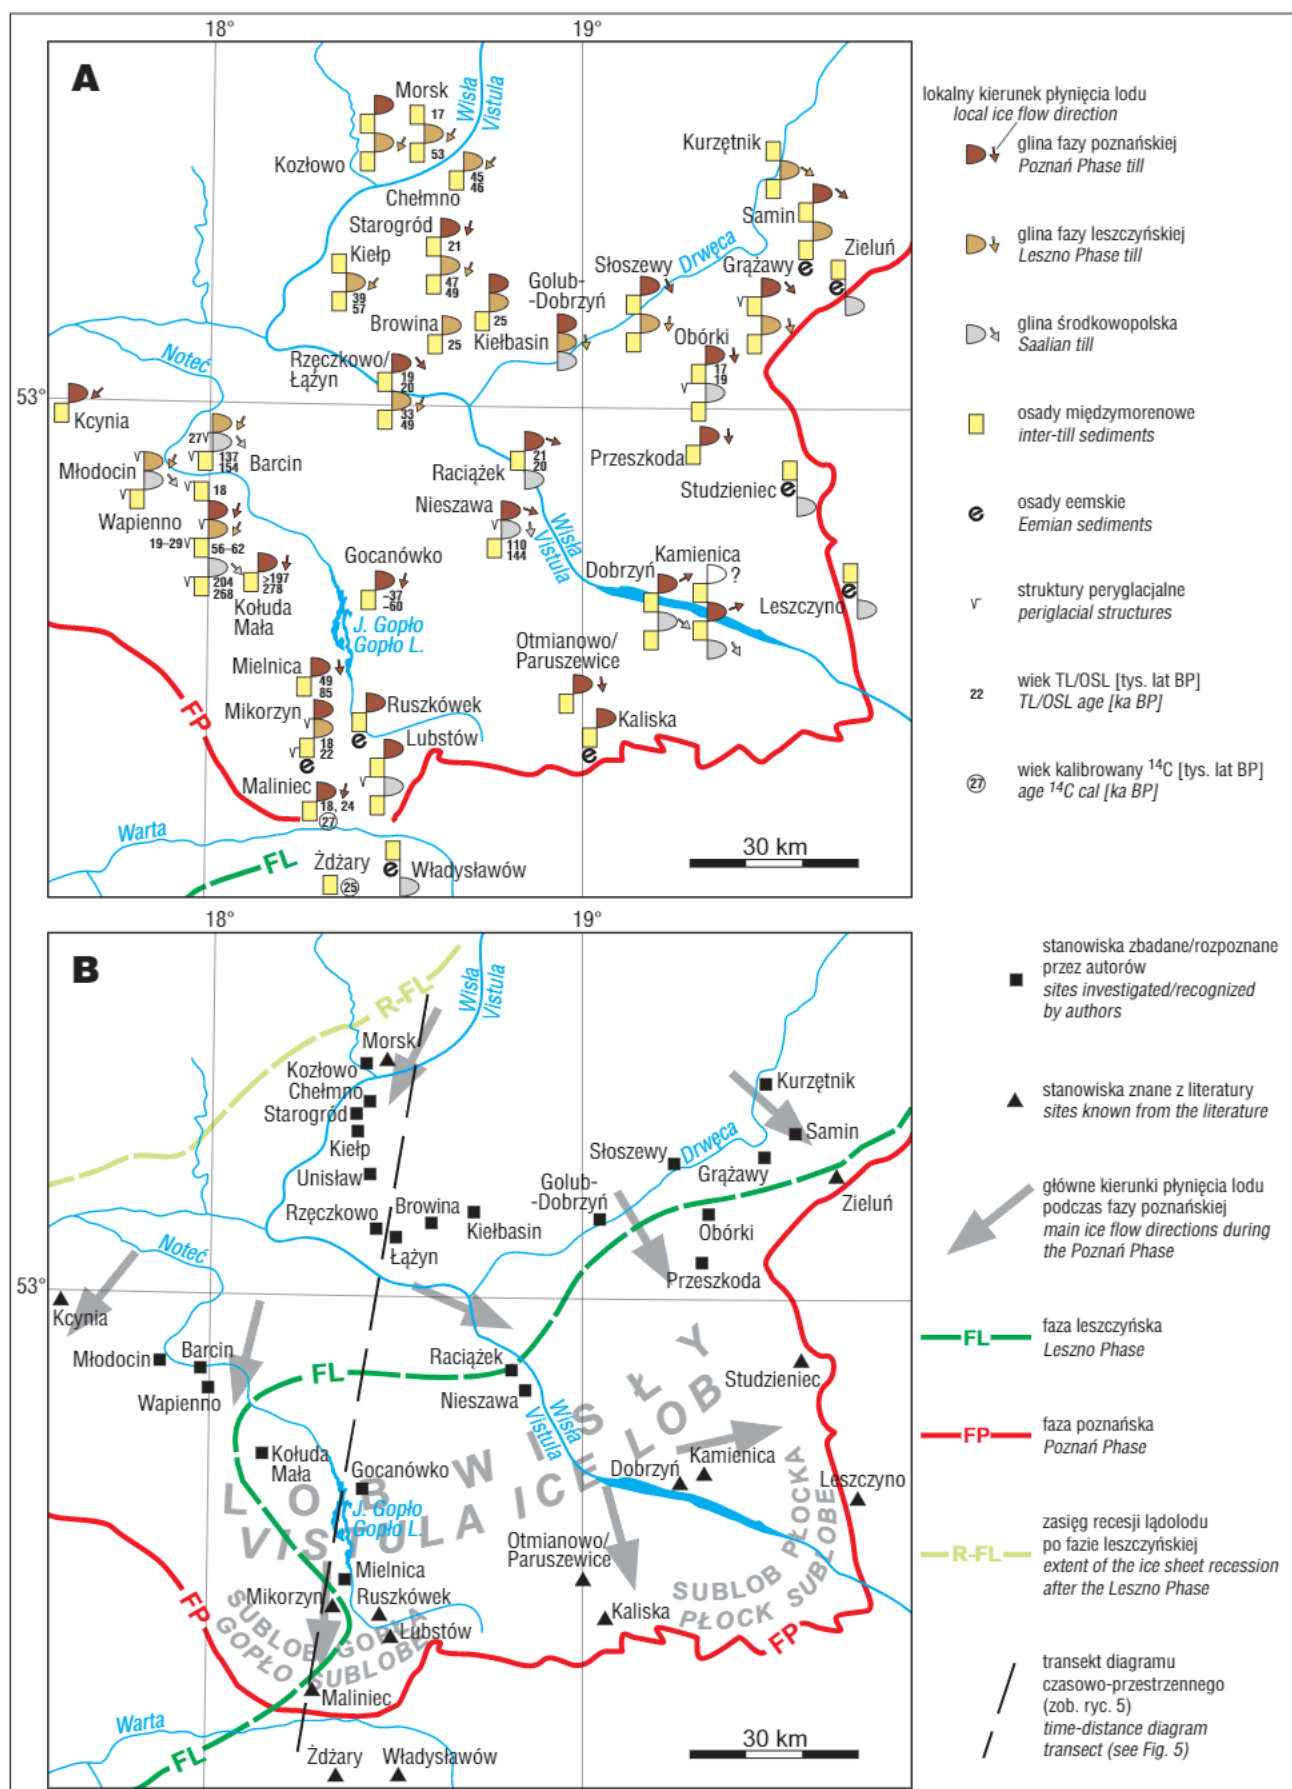 18°
19°
A
Morsk
17
Wisła
Vistula
53
Kozłowo
45
46
Chełmno
Kurzętnik
Starogród
21
Samin
Drwęca
Zieluń
e
e
Kiełp
39
57
47
49
Golub-
-Dobrzyń
Słoszewy
Grążawy
Browina
25
25
Kiełbasin
Obórki
17
19
Rzęczkowo/
Łążyn
19
20
33
49
Noteć
53°
Kcynia
27
137
154
Barcin
Młodocin
18
Wapienno
19–29
56–62
204
268
Raciążek
21
20
Przeszkoda
Studzieniec
e
Nieszawa
110
144
Wisła
Vistula
Gocanówko
~37
~60
≥197
278
Kołuda
Mała
J. Gopło
Gopło L.
Kamienica
?
Dobrzyń
Leszczyno
e
Otmianowo/
Paruszewice
Mielnica
49
85
Mikorzyn
18
22
e
Ruszkówek
e
Kaliska
e
FP
Lubstów
Maliniec
18, 24
27
Warta
FL
Żdżary
25
e
Władysławów
30 km
lokalny kierunek płynięcia lodu
local ice flow direction
glina fazy poznańskiej
Poznań Phase till
glina fazy leszczyńskiej
Leszno Phase till
glina środkowopolska
Saalian till
osady międzymorenowe
inter-till sediments
e
osady eemskie
Eemian sediments
struktury peryglacjalne
periglacial structures
22
wiek TL/OSL [tys. lat BP]
TL/OSL age [ka BP]
27
wiek kalibrowany 14C [tys. lat BP]
age 14C cal [ka BP]
18°
19°
B
R-FL
Wisła
Vistula
Morsk
Kozłowo
Chełmno
Starogród
Kiełp
Unisław
Kurzętnik
Samin
Drwęca
Słoszewy
Grążawy
Zieluń
Golub-
-Dobrzyń
Browina
Rzęczkowo
Kiełbasin
Łążyn
Obórki
Przeszkoda
Noteć
53°
Kcynia
Młodocin
Barcin
Wapienno
FL
Raciążek
Nieszawa
Studzieniec
Wisła
Vistula
Kołuda
Mała
Gocanówko
J. Gopło
Gopło L.
LOB WISŁY
VISTULA ICE LOBE
Dobrzyń
Kamienica
Leszczyno
Otmianowo/
Paruszewice
Mielnica
Mikorzyn
Ruszkówek
Kaliska
Lubstów
SUBLOB PŁOCKA
PŁOCK SUBLOBE
SUBLOB GOPŁA
GOPŁO SUBLOBE
FP
FP
Maliniec
Warta
FL
Żdżary
Władysławów
30 km
stanowiska zbadane/rozpoznane
przez autorów
sites investigated/recognized
by authors
stanowiska znane z literatury
sites known from the literature
główne kierunki płynięcia lodu
podczas fazy poznańskiej
main ice flow directions during
the Poznań Phase
FL
faza leszczyńska
Leszno Phase
FP
faza poznańska
Poznań Phase
R-FL
zasięg recesji lądolodu
po fazie leszczyńskiej
extent of the ice sheet recession
after the Leszno Phase
transekt diagramu
czasowo-przestrzennego
(zob. ryc. 5)
time-distance diagram
transect (see Fig. 5)